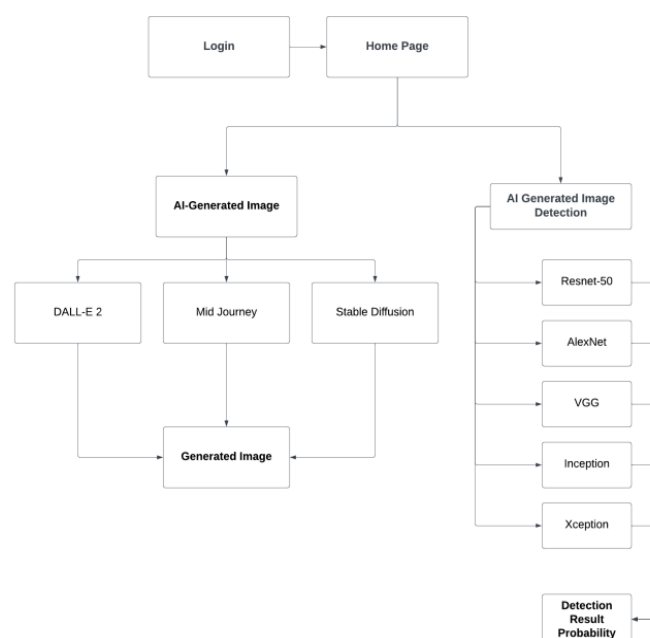 Login
Home Page
AI-Generated Image
AI Generated Image
Detection
DALL-E 2
Mid Journey
Stable Diffusion
Resnet-50
AlexNet
VGG
Generated Image
Inception
Xception
Detection
Result
Probability